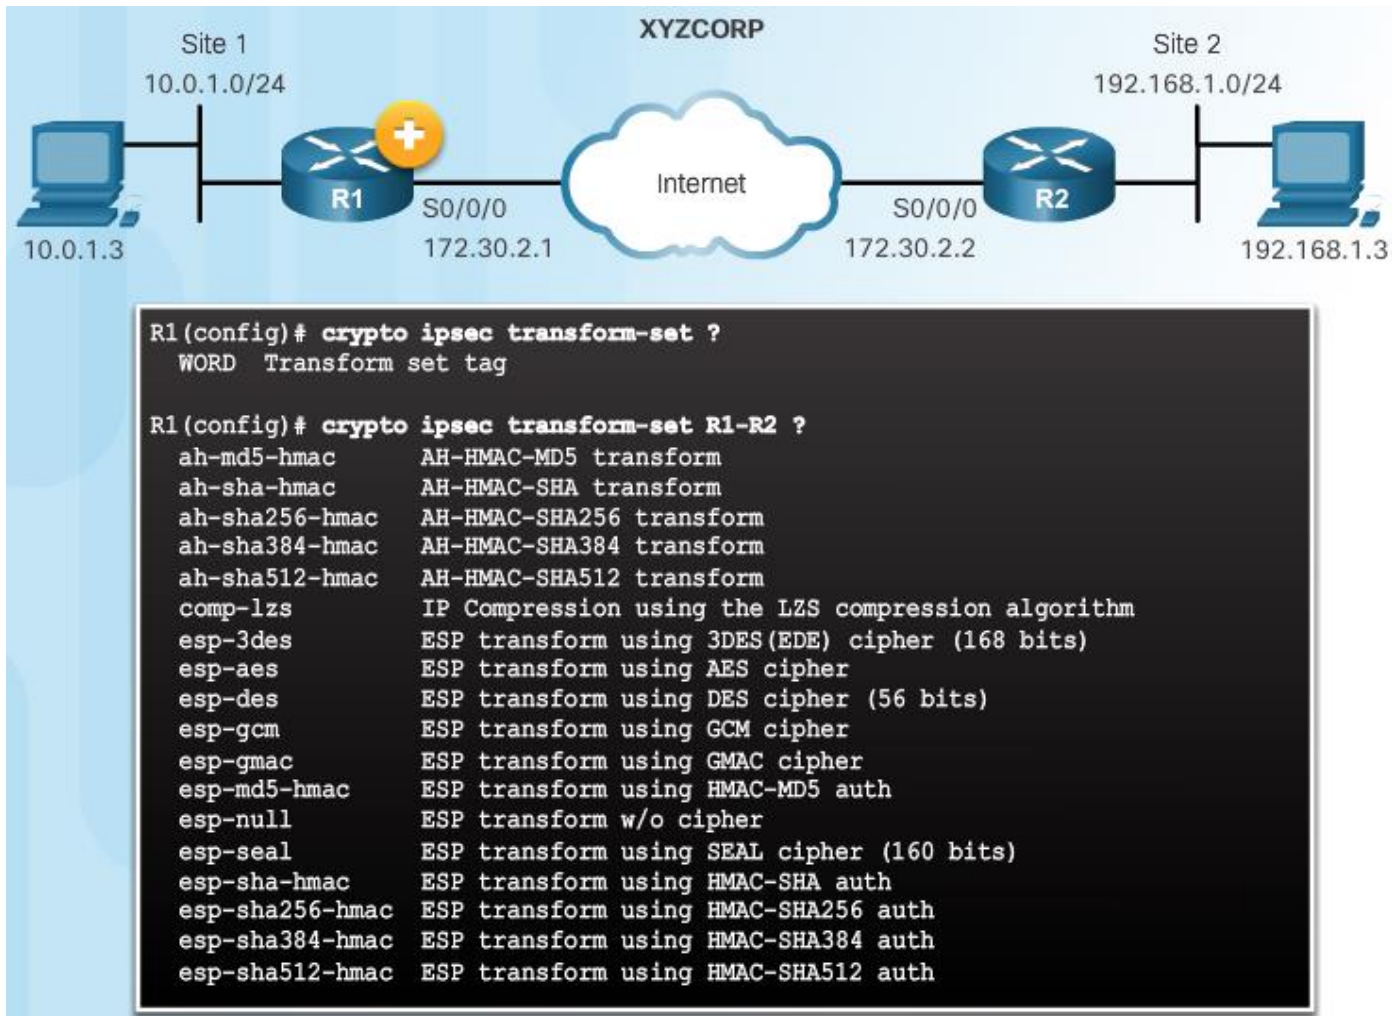 XYZCORP
Site 1
10.0.1.0/24
Site 2
192.168.1.0/24
R1
Internet
R2
S0/0/0
172.30.2.1
S0/0/0
172.30.2.2
10.0.1.3
192.168.1.3
R1(config)# crypto ipsec transform-set ?
WORD  Transform set tag
R1(config)# crypto ipsec transform-set R1-R2 ?
ah-md5-hmac      AH-HMAC-MD5 transform
ah-sha-hmac      AH-HMAC-SHA transform
ah-sha256-hmac   AH-HMAC-SHA256 transform
ah-sha384-hmac   AH-HMAC-SHA384 transform
ah-sha512-hmac   AH-HMAC-SHA512 transform
comp-lzs         IP Compression using the LZS compression algorithm
esp-3des         ESP transform using 3DES(EDE) cipher (168 bits)
esp-aes          ESP transform using AES cipher
esp-des          ESP transform using DES cipher (56 bits)
esp-gcm          ESP transform using GCM cipher
esp-gmac         ESP transform using GMAC cipher
esp-md5-hmac     ESP transform using HMAC-MD5 auth
esp-null         ESP transform w/o cipher
esp-seal         ESP transform using SEAL cipher (160 bits)
esp-sha-hmac     ESP transform using HMAC-SHA auth
esp-sha256-hmac  ESP transform using HMAC-SHA256 auth
esp-sha384-hmac  ESP transform using HMAC-SHA384 auth
esp-sha512-hmac  ESP transform using HMAC-SHA512 auth